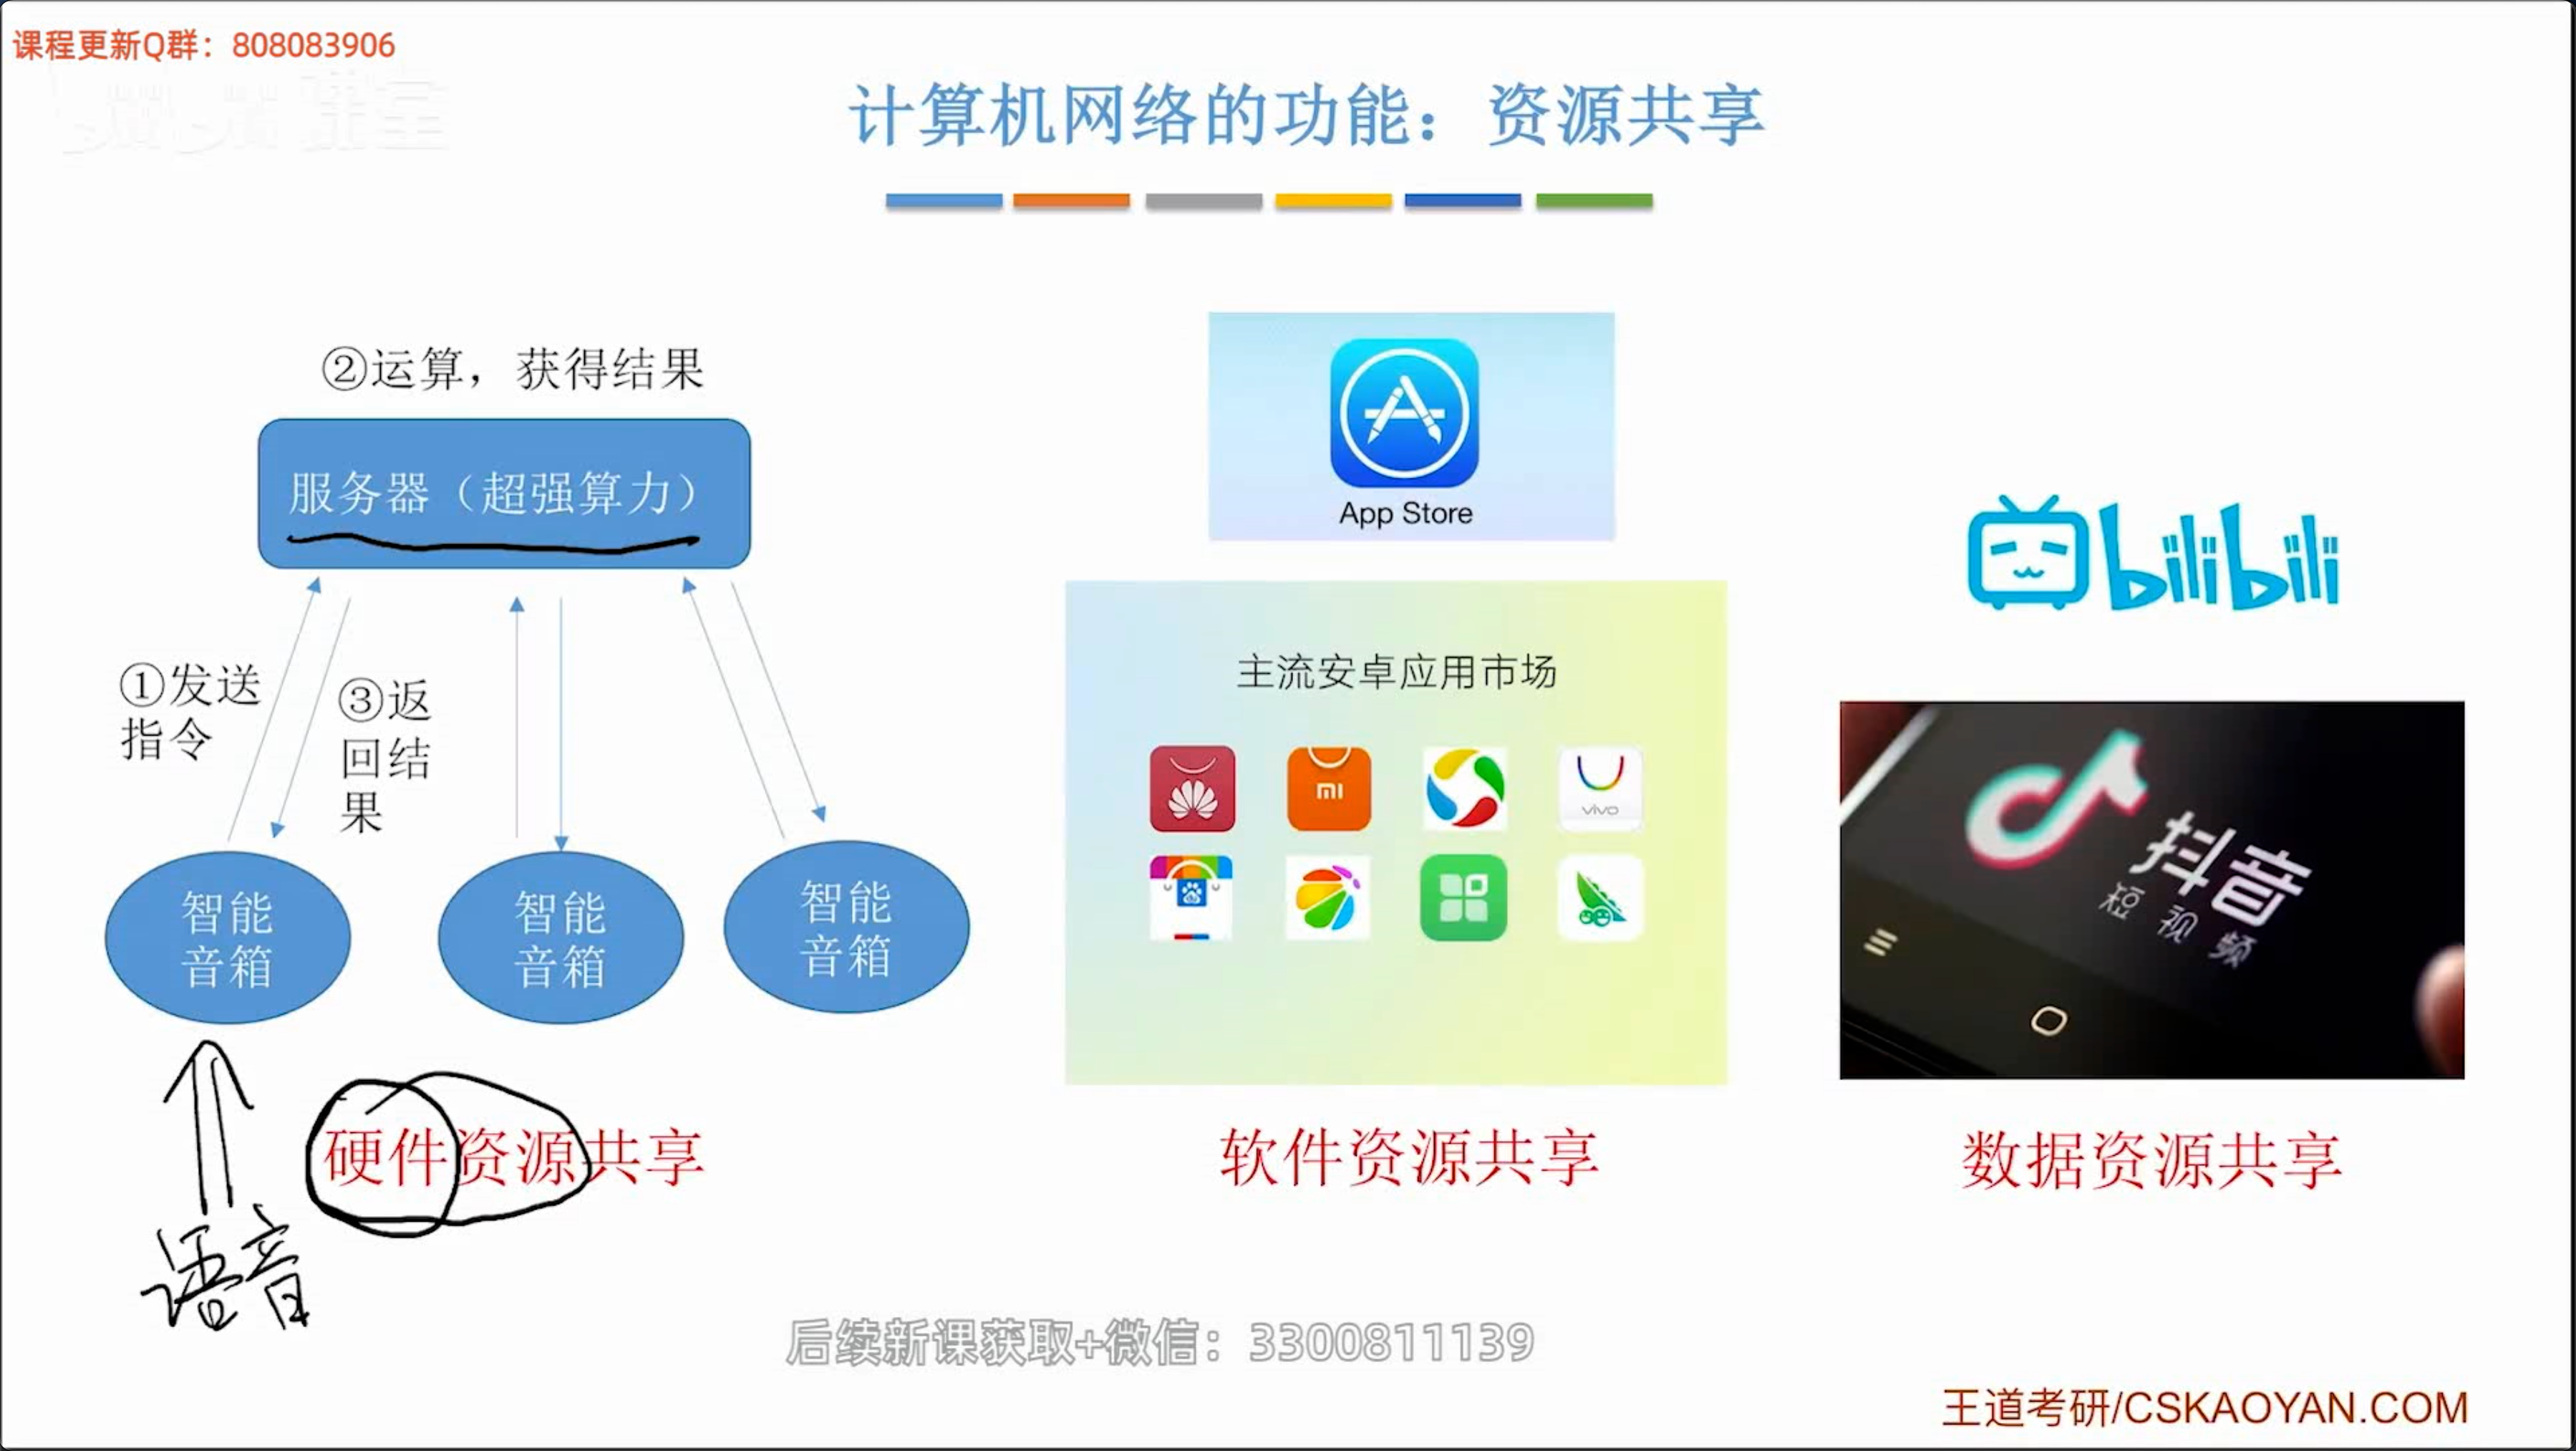 课程更新Q群：808083906
计算机网络的功能：资源共享
②运算，获得结果
服务器（超强算力）
①发送
指令
③返
回结
果
智能
音箱
智能
音箱
智能
音箱
语音
硬件资源共享
App Store
主流安卓应用市场
mi
vivo
软件资源共享
bilibili
抖音
短视频
数据资源共享
后续新课获取+微信：3300811139
王道考研/CSKAOYAN.COM